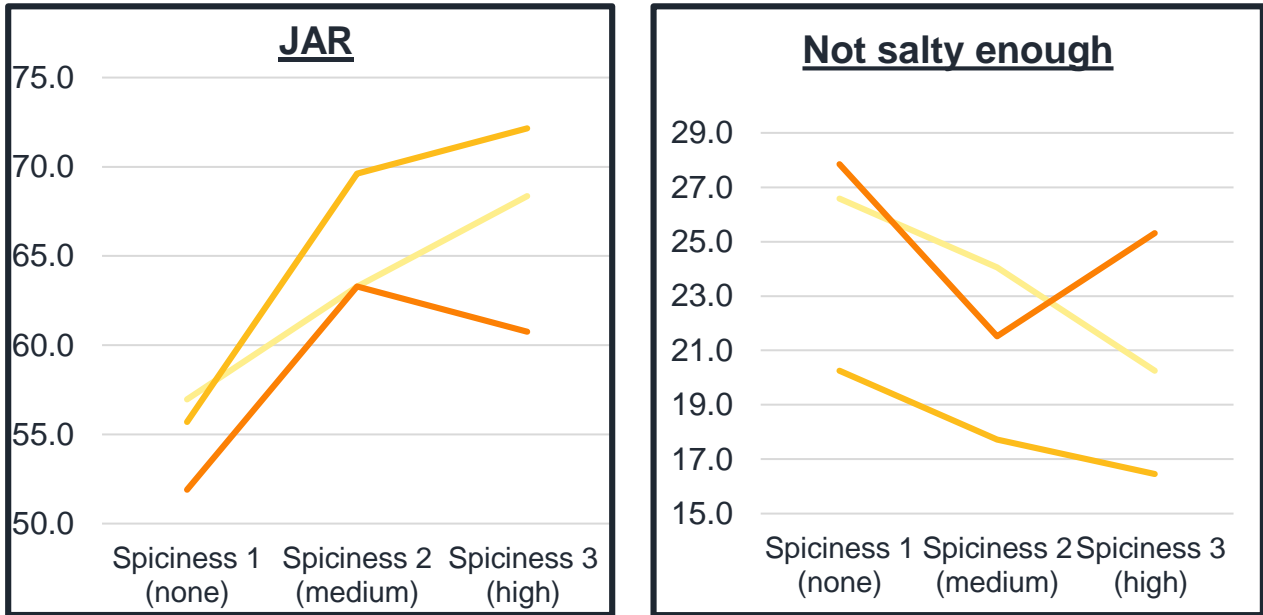 JAR
75.0
70.0
65.0
60.0
55.0
50.0
Spiciness 1 Spiciness 2 Spiciness 3
(none) (medium) (high)
Not salty enough
29.0
27.0
25.0
23.0
21.0
19.0
17.0
15.0
Spiciness 1 Spiciness 2 Spiciness 3
(none) (medium) (high)